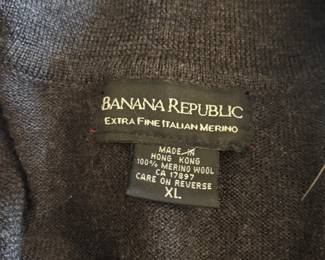 BANANA REPUBLIC
EXTRA FINE ITALIAN MERINO
MADE IN
HONG KONG
100% MERINO WOOL
CA 17897
CARE ON REVERSE
XL